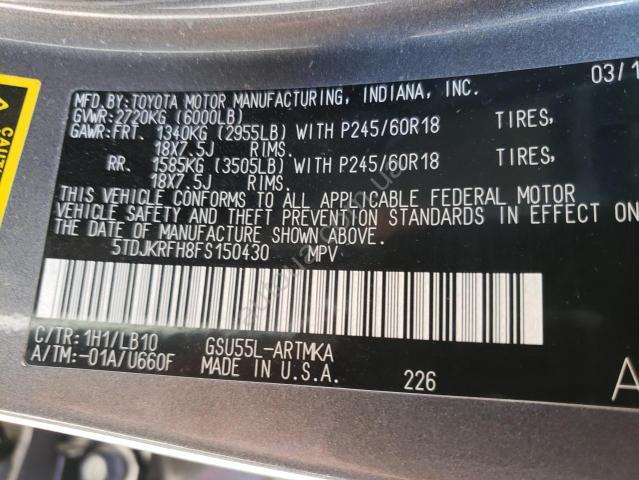 CAUTI
MFD.BY:TOYOTA MOTOR MANUFACTURING, INDIANA, INC. 03/1
GVWR:2720KG (6000LB)
GAWR:FRT. 1340KG (2955LB) WITH P245/60R18 TIRES,
18X7.5J RIMS.
RR. 1585KG (3505LB) WITH P245/60R18 TIRES,
18X7.5J RIMS.
THIS VEHICLE CONFORMS TO ALL APPLICABLE FEDERAL MOTOR
VEHICLE SAFETY AND THEFT PREVENTION STANDARDS IN EFFECT ON
THE DATE OF MANUFACTURE SHOWN ABOVE.
5TDJKRFH8FS150430 MPV
C/TR:1H1/LB10 GSU55L-ARTMKA
A/TM:-01A/U660F MADE IN U.S.A. 226
A